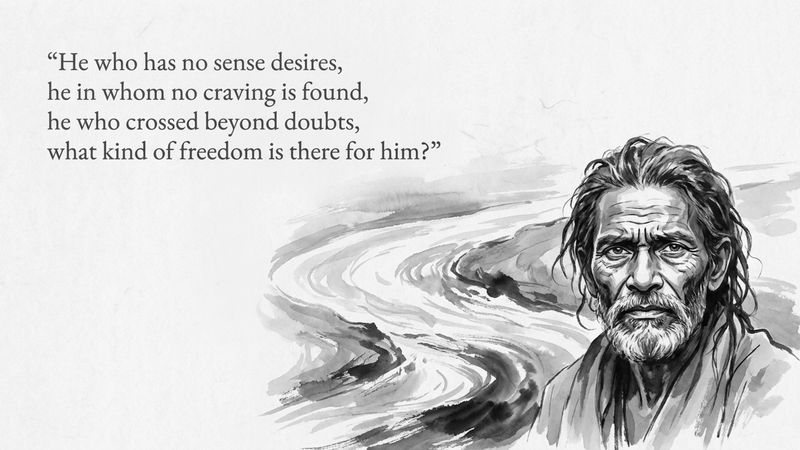 “He who has no sense desires,
he in whom no craving is found,
he who crossed beyond doubts,
what kind of freedom is there for him?”